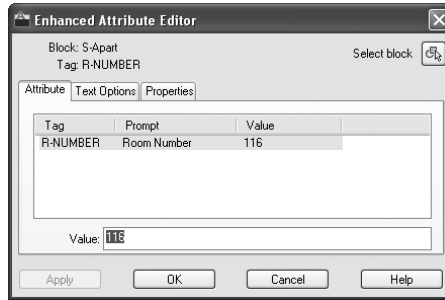 Enhanced Attribute Editor
Block: S-Apart
Tag: R-NUMBER
Select block
Attribute Text Options Properties
Tag Prompt Value
R-NUMBER Room Number 116
Value: 116
Apply OK Cancel Help